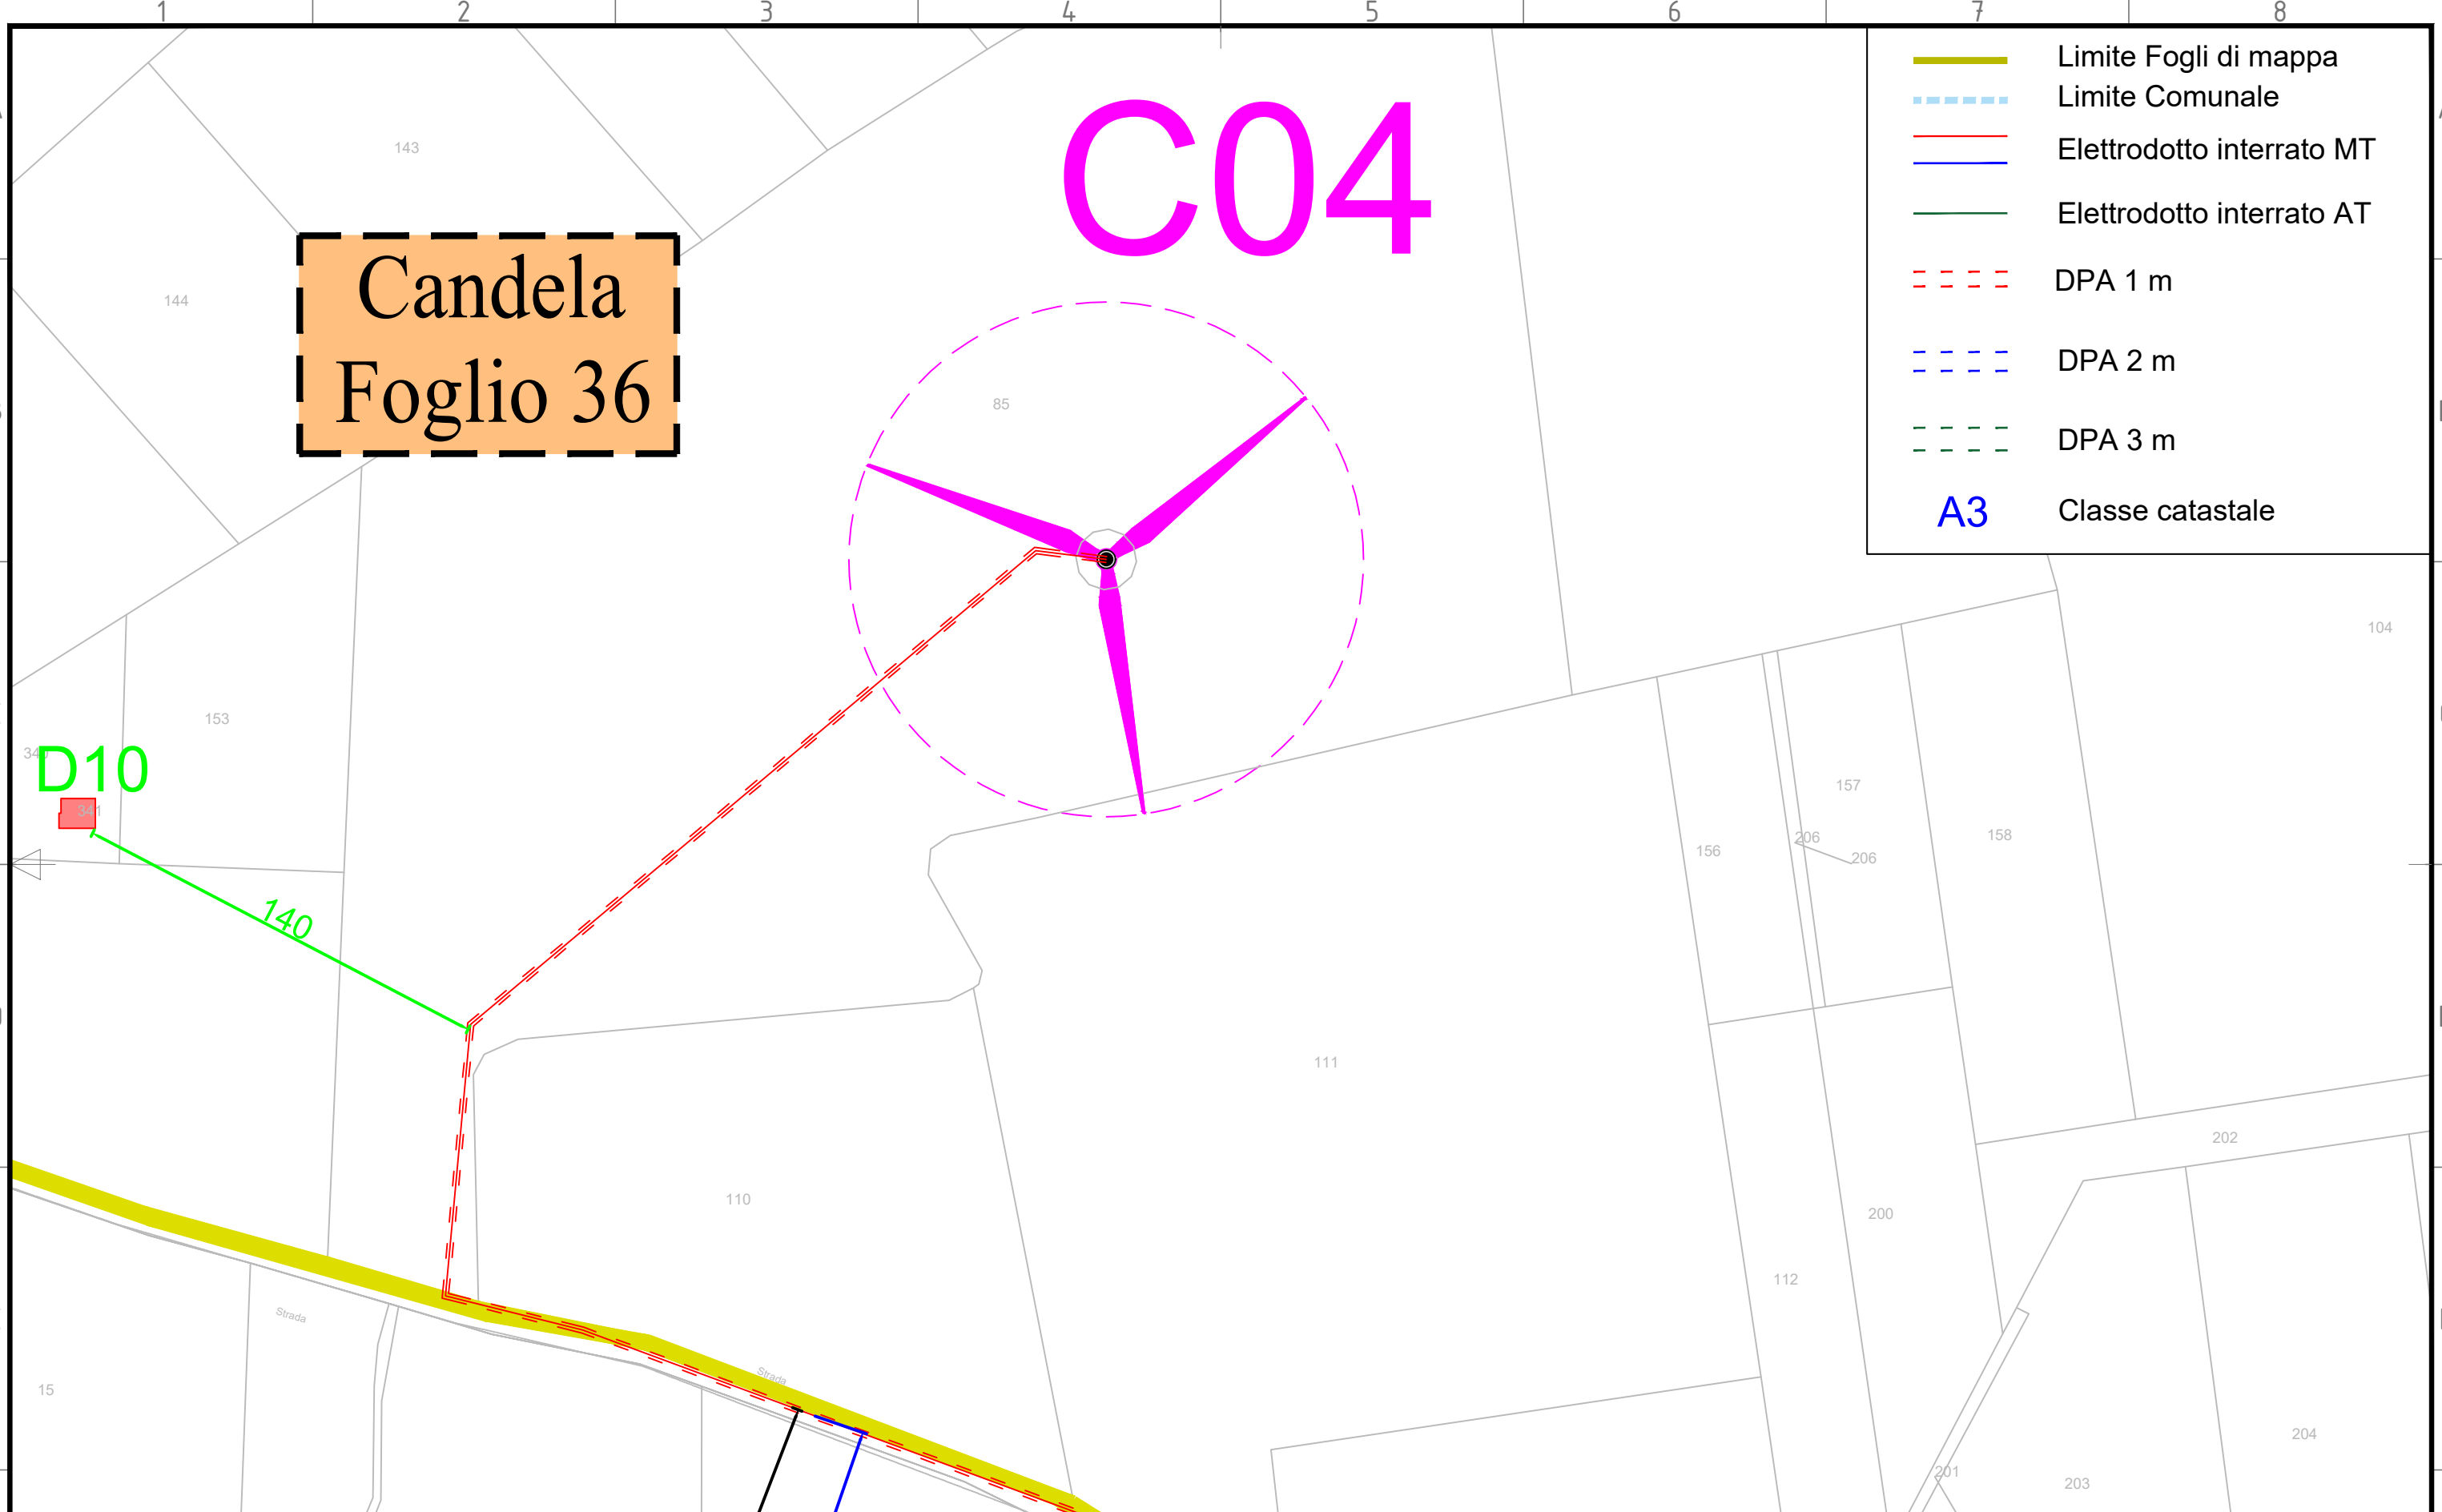 1 2 3 4 5 6 7 8
Limite Fogli di mappa
Limite Comunale
Elettrodotto interrato MT
Elettrodotto interrato AT
DPA 1 m
DPA 2 m
DPA 3 m
A3 Classe catastale
C04
143
144
Candela
Foglio 36
85
104
153
D10
341
140
157
206
206
158
156
111
202
110
200
112
Strada
Strada
15
204
201
203